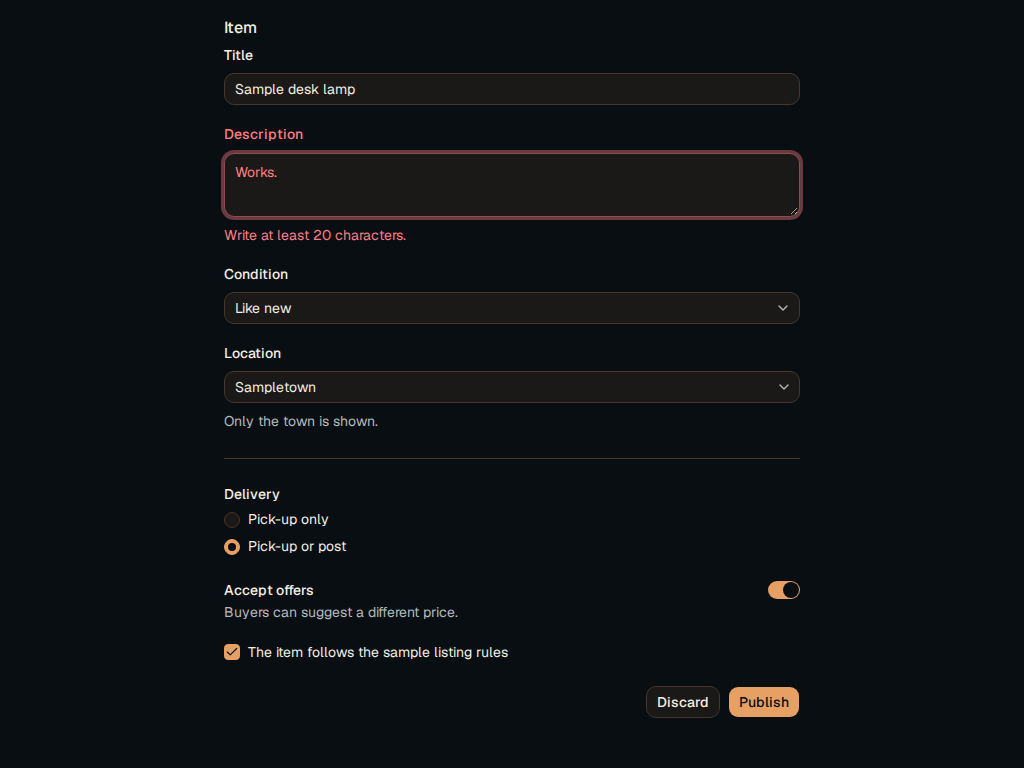 Item
Title
Sample desk lamp
Description
Works.
Write at least 20 characters.
Condition
Like new
Location
Sampletown
Only the town is shown.
Delivery
Pick-up only
Pick-up or post
Accept offers
Buyers can suggest a different price.
The item follows the sample listing rules
Discard Publish